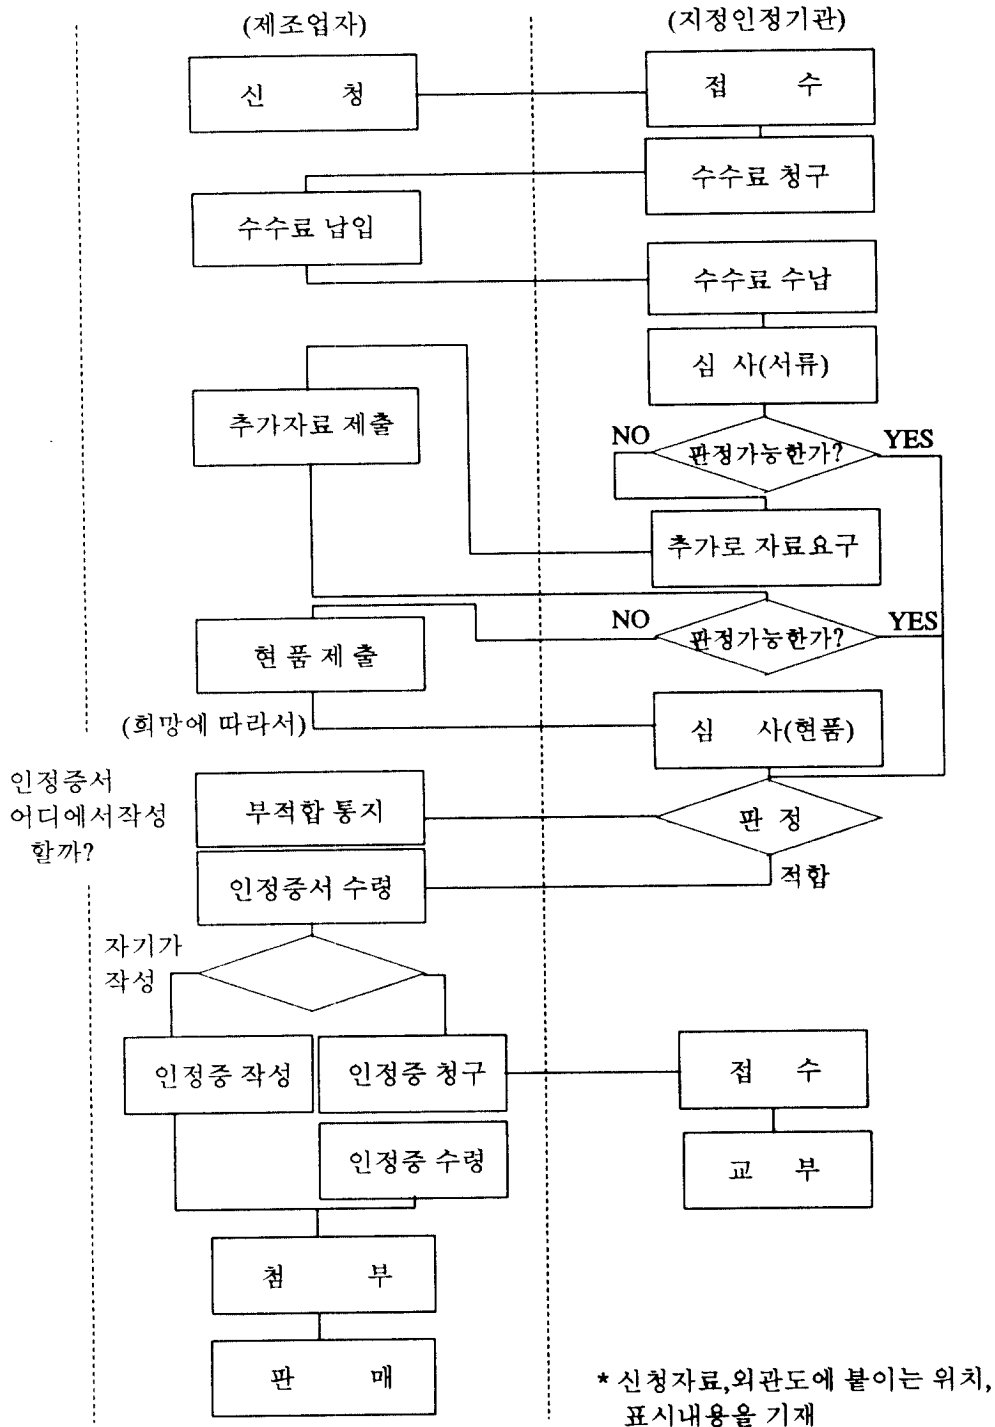 (제조업자)
(지정인정기관)
신 청
접 수
수수료 청구
수수료 납입
수수료 수납
심 사(서류)
추가자료 제출
NO
판정가능한가?
YES
추가로 자료요구
NO
판정가능한가?
YES
현 품 제 출
(희망에 따라서)
심 사(현품)
인정증서
어디에서작성
할까?
부적합 통지
판 정
적합
인정증서 수령
자기가
작성
인정증 작성
인정증 청구
접 수
인정증 수령
교 부
첨 부
판 매
* 신청자료,외관도에 붙이는 위치,
표시내용을 기재